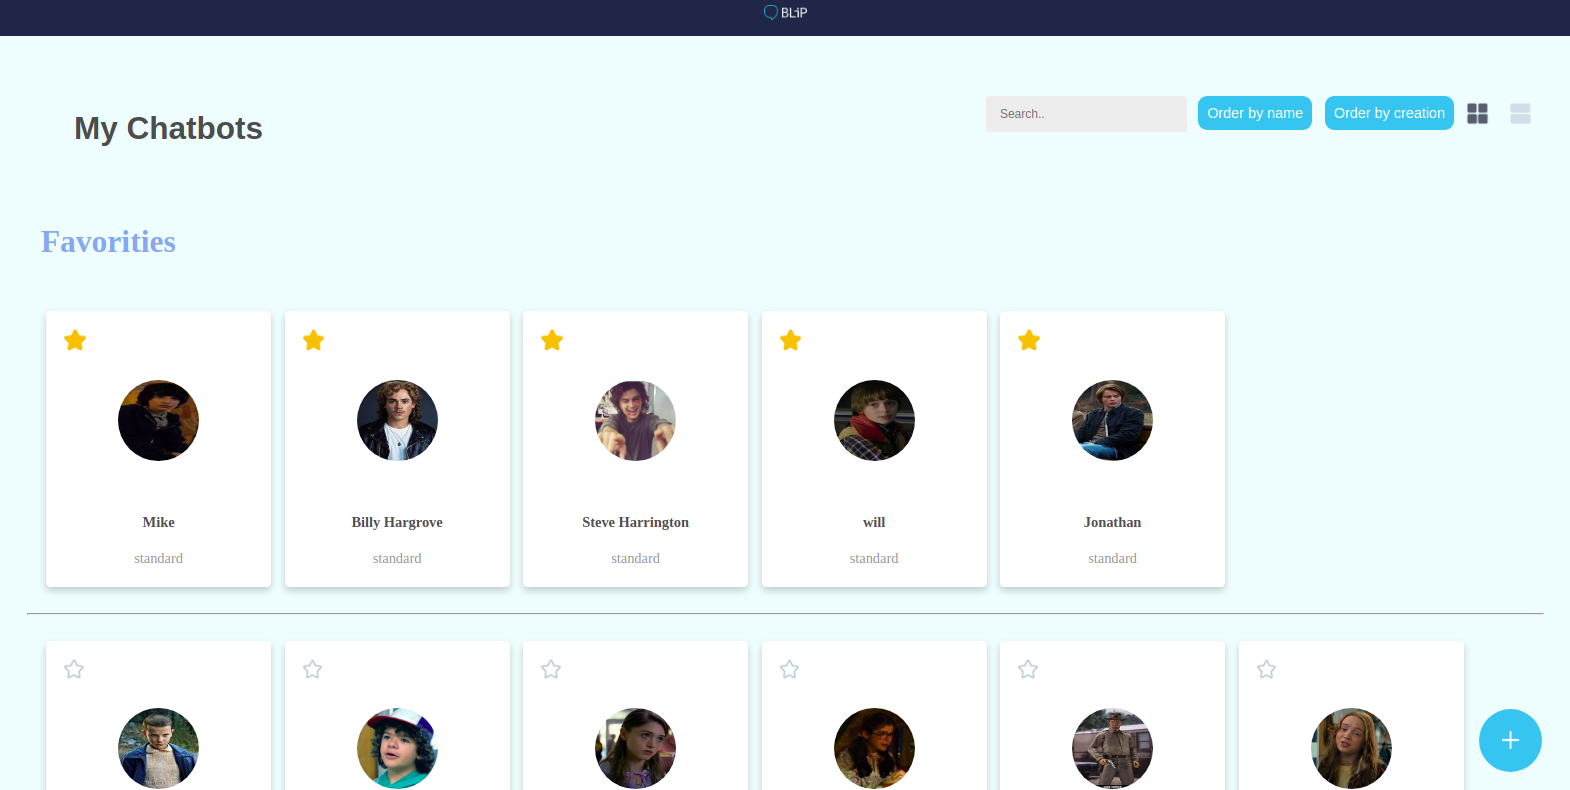 BLiP
My Chatbots
Search..
Order by name
Order by creation
Favorities
Mike
standard
Billy Hargrove
standard
Steve Harrington
standard
will
standard
Jonathan
standard